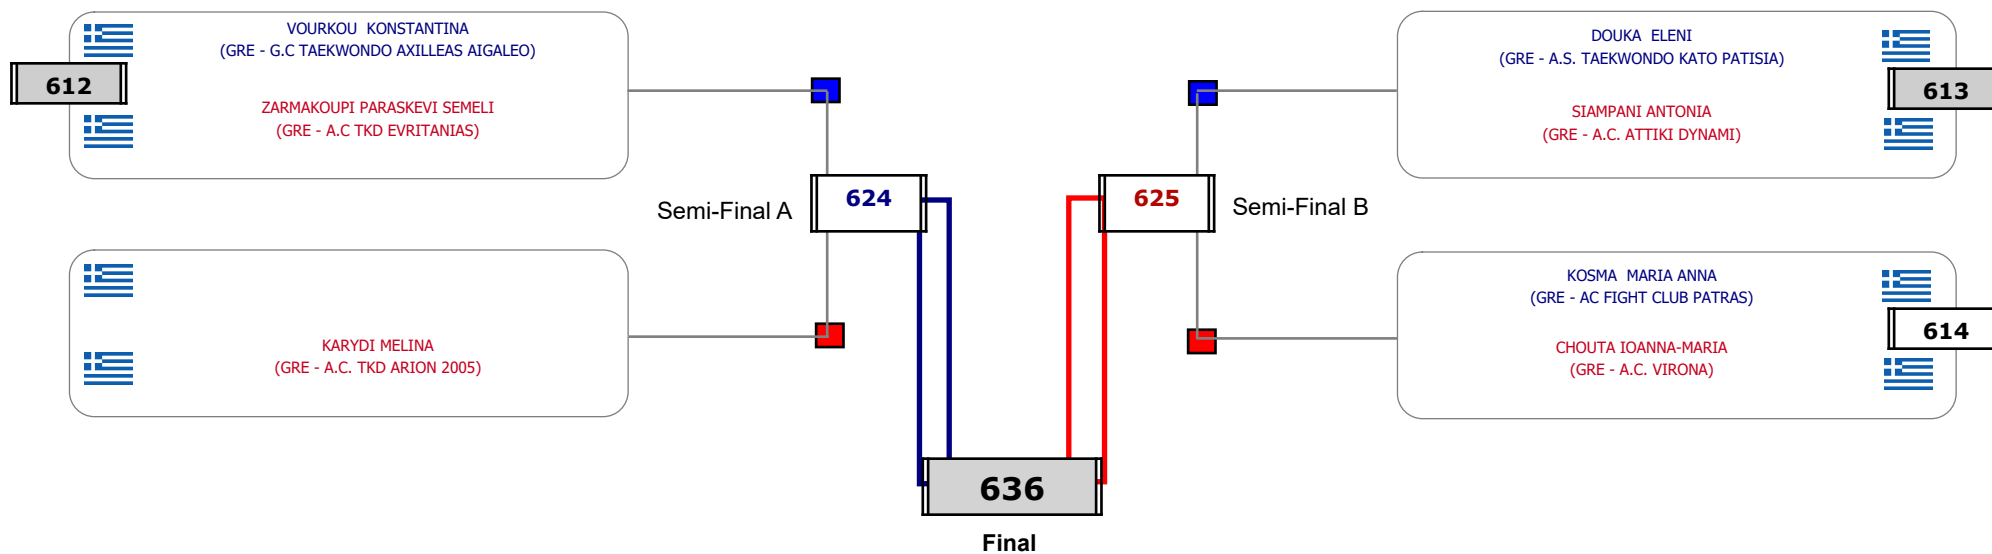 VOURKOU KONSTANTINA
(GRE - G.C TAEKWONDO AXILLEAS AIGALEO)
612
ZARMAKOUPI PARASKEVI SEMELI
(GRE - A.C TKD EVRITANIAS)
DOUKA ELENI
(GRE - A.S. TAEKWONDO KATO PATISIA)
613
SIAMPANI ANTONIA
(GRE - A.C. ATTIKI DYNAMI)
Semi-Final A
624
625
Semi-Final B
KARYDI MELINA
(GRE - A.C. TKD ARION 2005)
KOSMA MARIA ANNA
(GRE - AC FIGHT CLUB PATRAS)
614
CHOUTA IOANNA-MARIA
(GRE - A.C. VIRONA)
636
Final